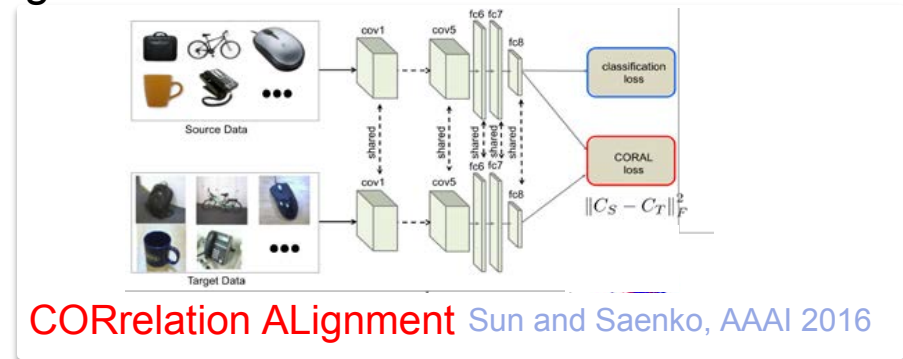 cov1
cov5
fc6 fc7
fc8
classification
loss
Source Data
shared
shared
shared
shared
shared
CORAL
loss
‖C_S − C_T‖²_F
cov1
cov5
fc6 fc7
fc8
Target Data
CORrelation ALignment Sun and Saenko, AAAI 2016